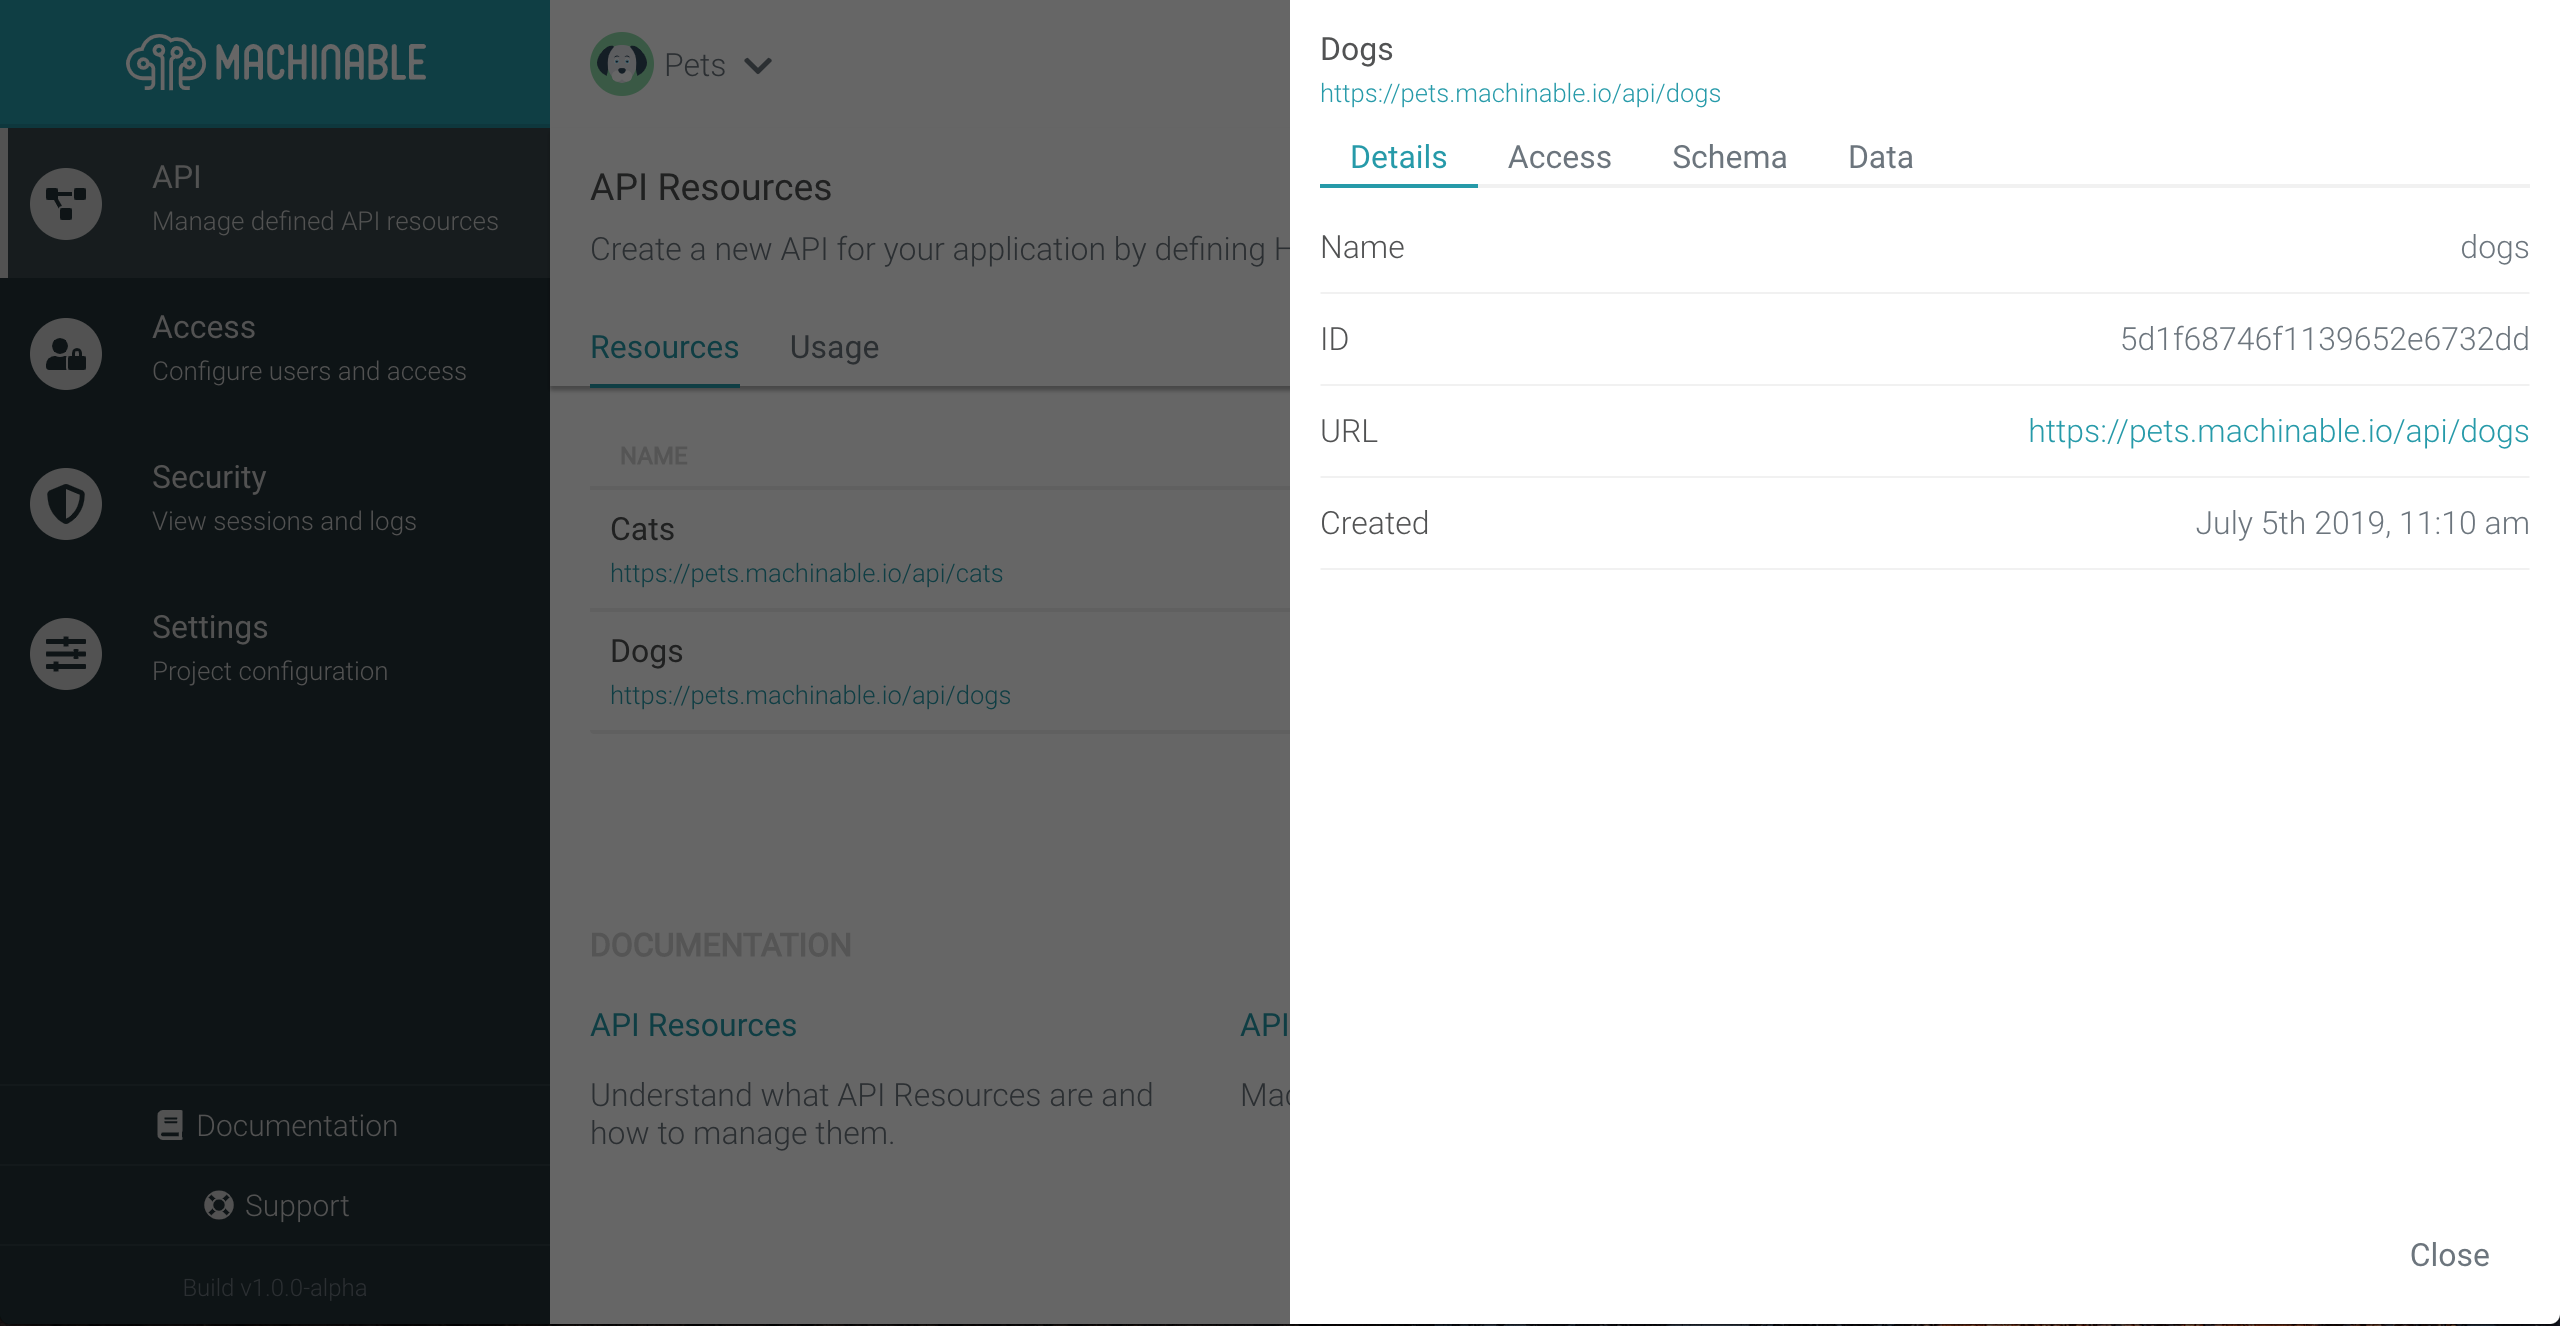 MACHINABLE
API
Manage defined API resources
Access
Configure users and access
Security
View sessions and logs
Settings
Project configuration
Documentation
Support
Build v1.0.0-alpha
Pets
API Resources
Create a new API for your application by defining
Resources
Usage
NAME
Cats
https://pets.machinable.io/api/cats
Dogs
https://pets.machinable.io/api/dogs
DOCUMENTATION
API Resources
Understand what API Resources are and
how to manage them.
API
Dogs
https://pets.machinable.io/api/dogs
Details
Access
Schema
Data
Name
dogs
ID
5d1f68746f1139652e6732dd
URL
https://pets.machinable.io/api/dogs
Created
July 5th 2019, 11:10 am
Close